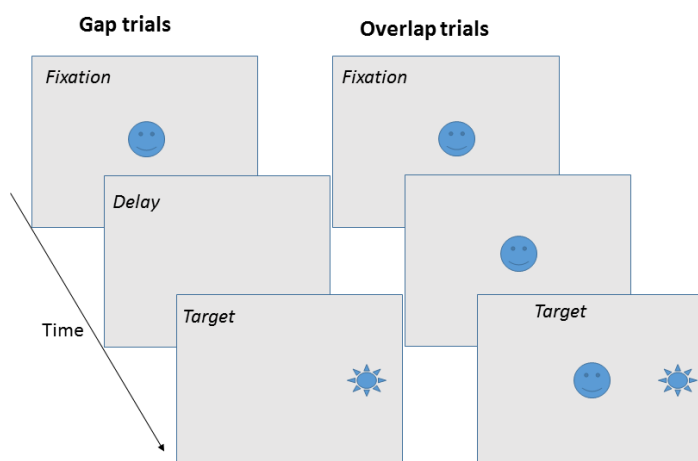 Gap trials
Overlap trials
Fixation
Fixation
Delay
Target
Target
Time